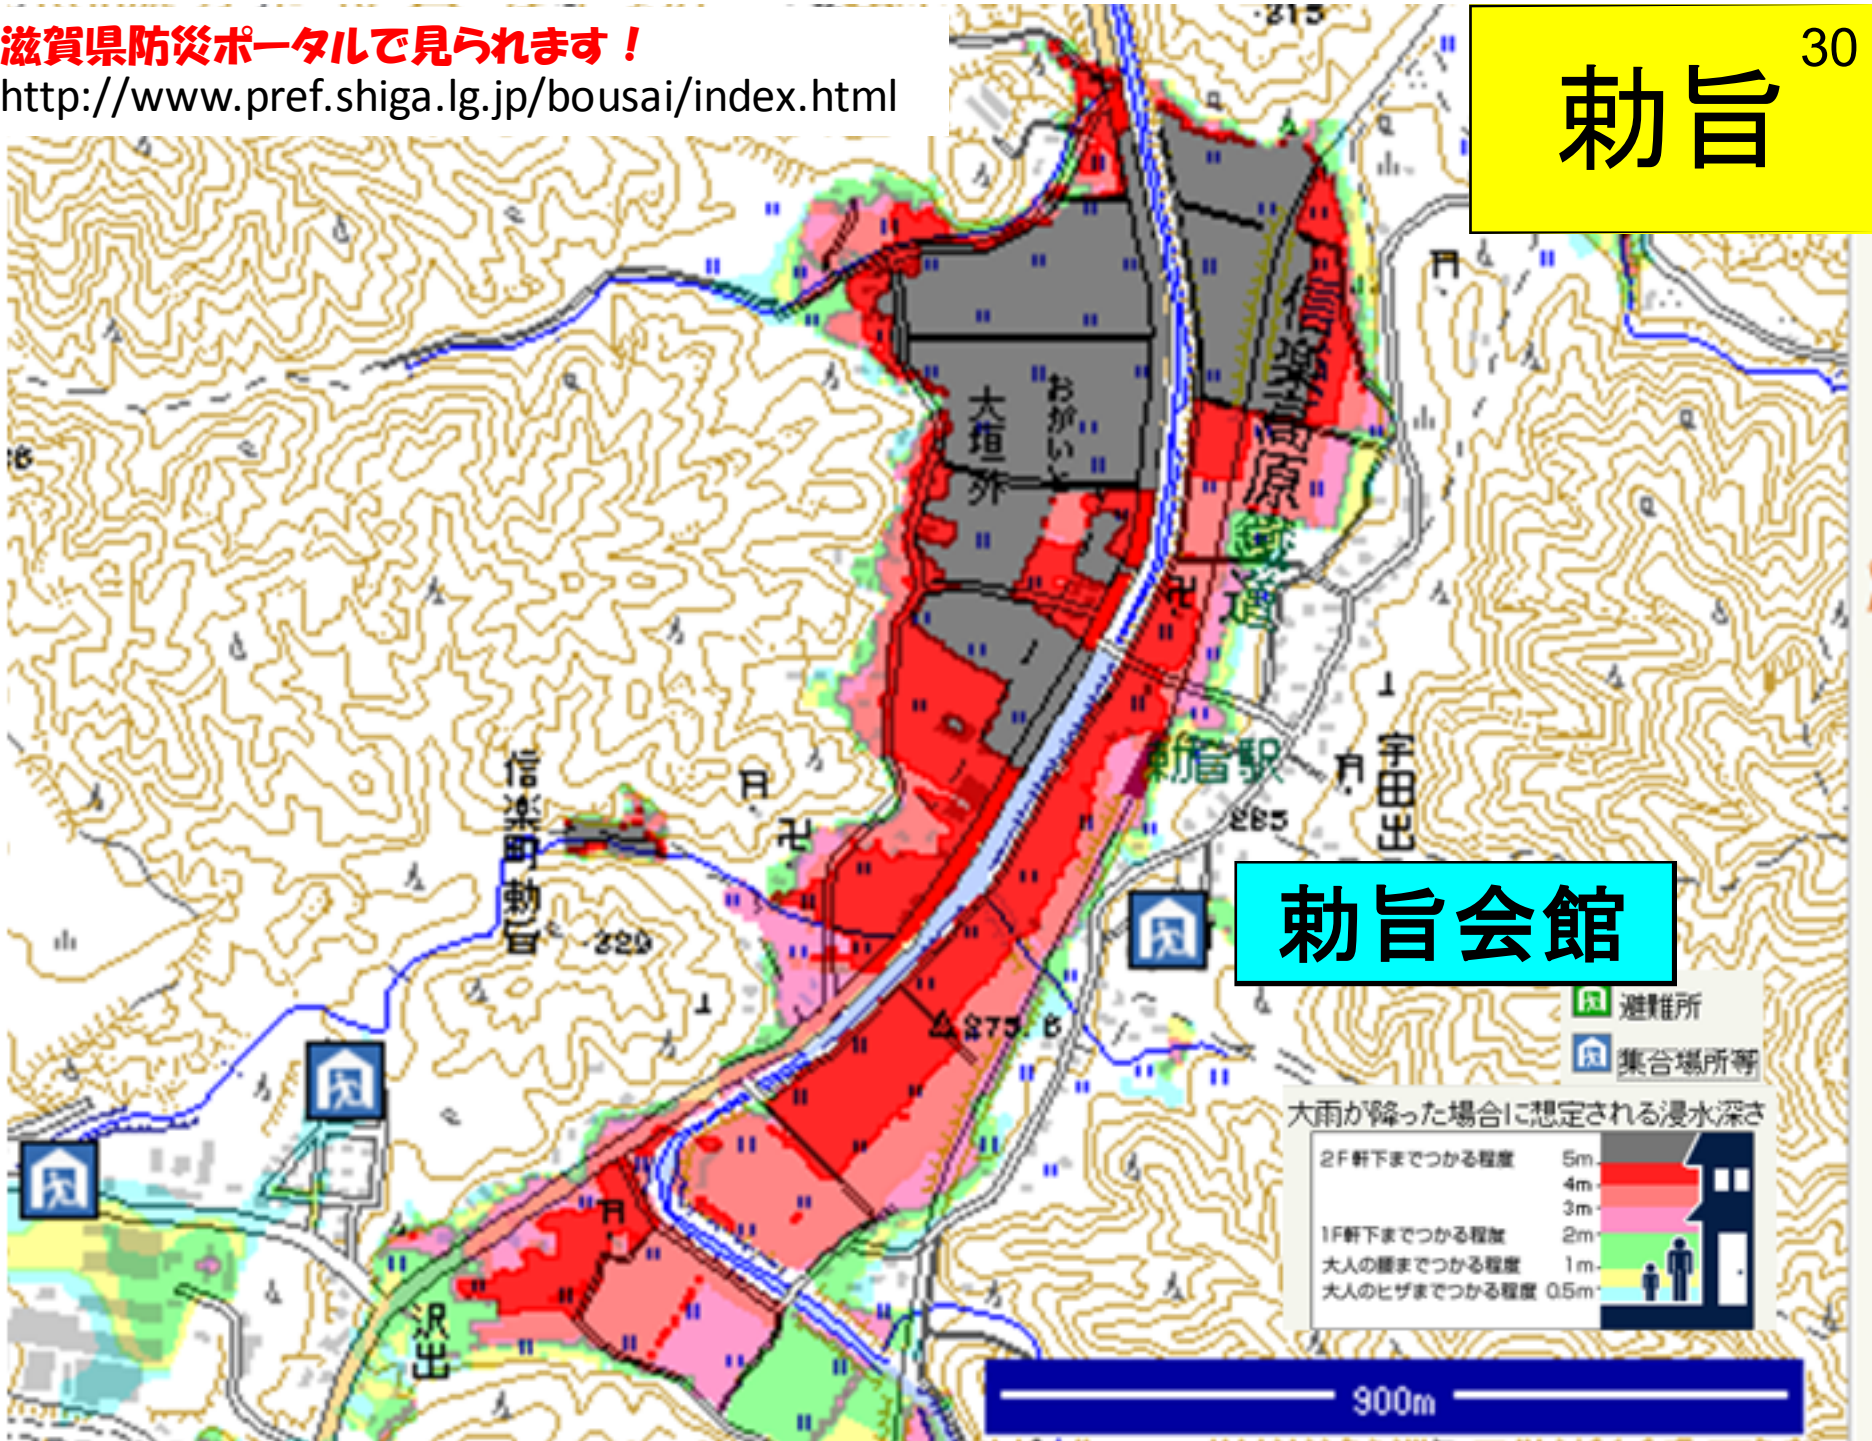 滋賀県防災ポータルで見られます！
http://www.pref.shiga.lg.jp/bousai/index.html
30
勅旨
大垣外
おがいと
信楽高原鐵道
勅旨駅
宇田出
285
信楽町勅旨
329
勅旨会館
275.6
避難所
集合場所等
大雨が降った場合に想定される浸水深さ
2F軒下までつかる程度 5m
4m
3m
1F軒下までつかる程度 2m
大人の腰までつかる程度 1m
大人のヒザまでつかる程度 0.5m
沢出
900m